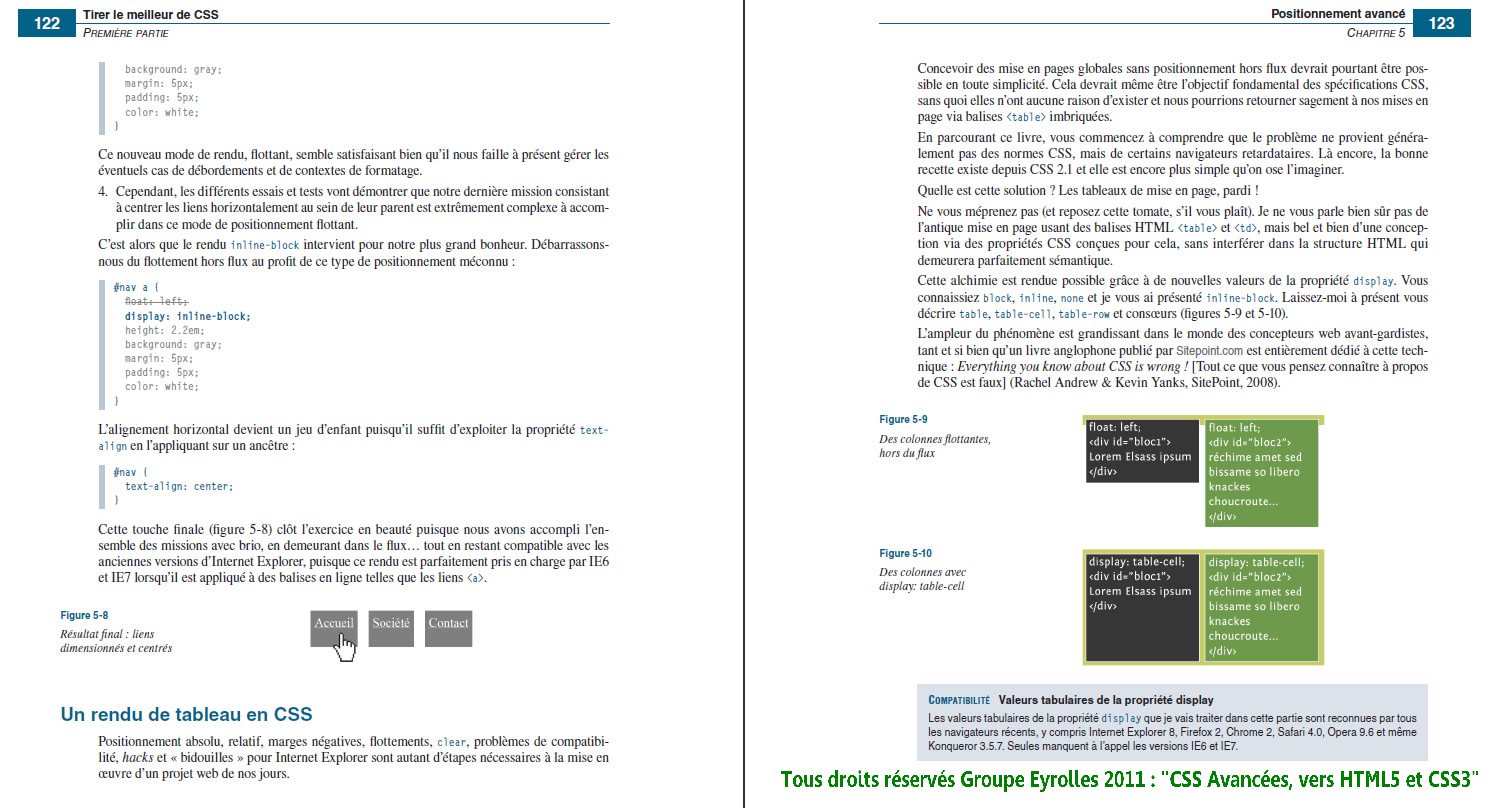 122
Tirer le meilleur de CSS
PREMIÈRE PARTIE
background: gray;
margin: 5px;
padding: 5px;
color: white;
}
Ce nouveau mode de rendu, flottant, semble satisfaisant bien qu’il nous faille à présent gérer les
éventuels cas de débordements et de contextes de formatage.
4. Cependant, les différents essais et tests vont démontrer que notre dernière mission consistant
à centrer les liens horizontalement au sein de leur parent est extrêmement complexe à accom-
plir dans ce mode de positionnement flottant.
C’est alors que le rendu inline-block intervient pour notre plus grand bonheur. Débarrassons-
nous du flottement hors flux au profit de ce type de positionnement méconnu :
#nav a {
float: left;
display: inline-block;
height: 2.2em;
background: gray;
margin: 5px;
padding: 5px;
color: white;
}
L’alignement horizontal devient un jeu d’enfant puisqu’il suffit d’exploiter la propriété text-
align en l’appliquant sur un ancêtre :
#nav {
text-align: center;
}
Cette touche finale (figure 5-8) clôt l’exercice en beauté puisque nous avons accompli l’en-
semble des missions avec brio, en demeurant dans le flux… tout en restant compatible avec les
anciennes versions d’Internet Explorer, puisque ce rendu est parfaitement pris en charge par IE6
et IE7 lorsqu’il est appliqué à des balises en ligne telles que les liens <a>.
Figure 5-8
Résultat final : liens
dimensionnés et centrés
Accueil Société Contact
Un rendu de tableau en CSS
Positionnement absolu, relatif, marges négatives, flottements, clear, problèmes de compatibi-
lité, hacks et « bidouilles » pour Internet Explorer sont autant d’étapes nécessaires à la mise en
œuvre d’un projet web de nos jours.
Positionnement avancé
CHAPITRE 5
123
Concevoir des mise en pages globales sans positionnement hors flux devrait pourtant être pos-
sible en toute simplicité. Cela devrait même être l’objectif fondamental des spécifications CSS,
sans quoi elles n’ont aucune raison d’exister et nous pourrions retourner sagement à nos mises en
page via balises <table> imbriquées.
En parcourant ce livre, vous commencez à comprendre que le problème ne provient généra-
lement pas des normes CSS, mais de certains navigateurs retardataires. Là encore, la bonne
recette existe depuis CSS 2.1 et elle est encore plus simple qu’on ose l’imaginer.
Quelle est cette solution ? Les tableaux de mise en page, pardi !
Ne vous méprenez pas (et reposez cette tomate, s’il vous plaît). Je ne vous parle bien sûr pas de
l’antique mise en page usant des balises HTML <table> et <td>, mais bel et bien d’une concep-
tion via des propriétés CSS conçues pour cela, sans interférer dans la structure HTML qui
demeurera parfaitement sémantique.
Cette alchimie est rendue possible grâce à de nouvelles valeurs de la propriété display. Vous
connaissiez block, inline, none et je vous ai présenté inline-block. Laissez-moi à présent vous
décrire table, table-cell, table-row et consœurs (figures 5-9 et 5-10).
L’ampleur du phénomène est grandissant dans le monde des concepteurs web avant-gardistes,
tant et si bien qu’un livre anglophone publié par Sitepoint.com est entièrement dédié à cette tech-
nique : Everything you know about CSS is wrong ! [Tout ce que vous pensez connaître à propos
de CSS est faux] (Rachel Andrew & Kevin Yanks, SitePoint, 2008).
Figure 5-9
Des colonnes flottantes,
hors du flux
float: left;
<div id="bloc1">
Lorem Elsass ipsum
</div>
float: left;
<div id="bloc2">
réchime amet sed
bissame so libero
knackes
choucroute...
</div>
Figure 5-10
Des colonnes avec
display: table-cell
display: table-cell;
<div id="bloc1">
Lorem Elsass ipsum
</div>
display: table-cell;
<div id="bloc2">
réchime amet sed
bissame so libero
knackes
choucroute...
</div>
COMPATIBILITÉ Valeurs tabulaires de la propriété display
Les valeurs tabulaires de la propriété display que je vais traiter dans cette partie sont reconnues par tous
les navigateurs récents, y compris Internet Explorer 8, Firefox 2, Chrome 2, Safari 4.0, Opera 9.6 et même
Konqueror 3.5.7. Seules manquent à l’appel les versions IE6 et IE7.
Tous droits réservés Groupe Eyrolles 2011 : "CSS Avancées, vers HTML5 et CSS3"